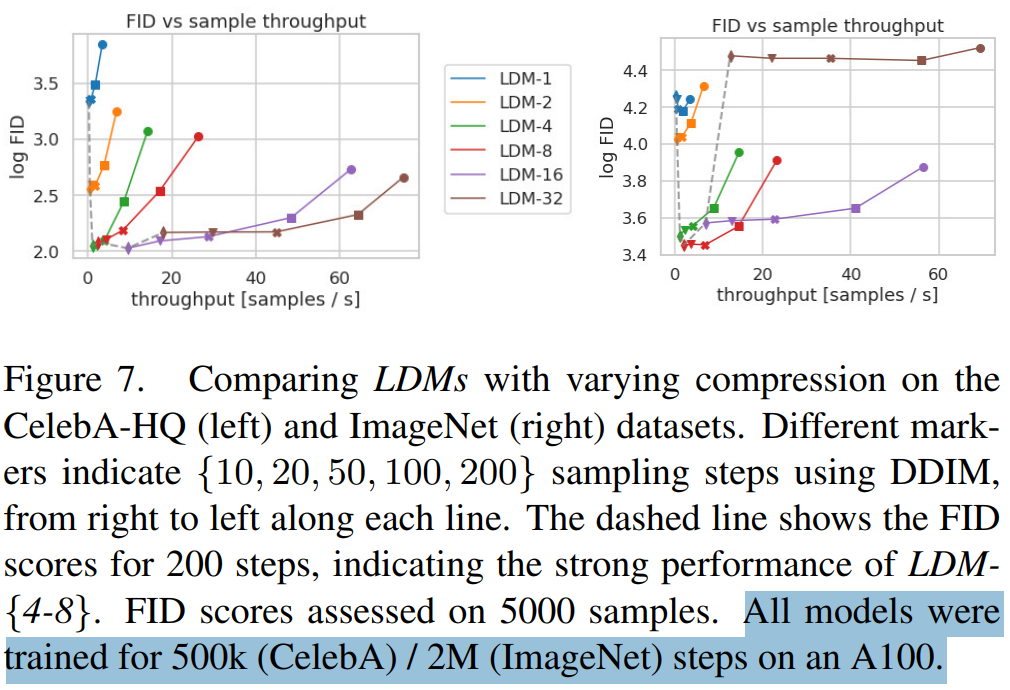 FID vs sample throughput
log FID
3.5
3.0
2.5
2.0
0
20
40
60
throughput [samples / s]
LDM-1
LDM-2
LDM-4
LDM-8
LDM-16
LDM-32
FID vs sample throughput
log FID
4.4
4.2
4.0
3.8
3.6
3.4
0
20
40
60
throughput [samples / s]
Figure 7. Comparing LDMs with varying compression on the
CelebA-HQ (left) and ImageNet (right) datasets. Different mark-
ers indicate {10, 20, 50, 100, 200} sampling steps using DDIM,
from right to left along each line. The dashed line shows the FID
scores for 200 steps, indicating the strong performance of LDM-
{4-8}. FID scores assessed on 5000 samples. All models were
trained for 500k (CelebA) / 2M (ImageNet) steps on an A100.